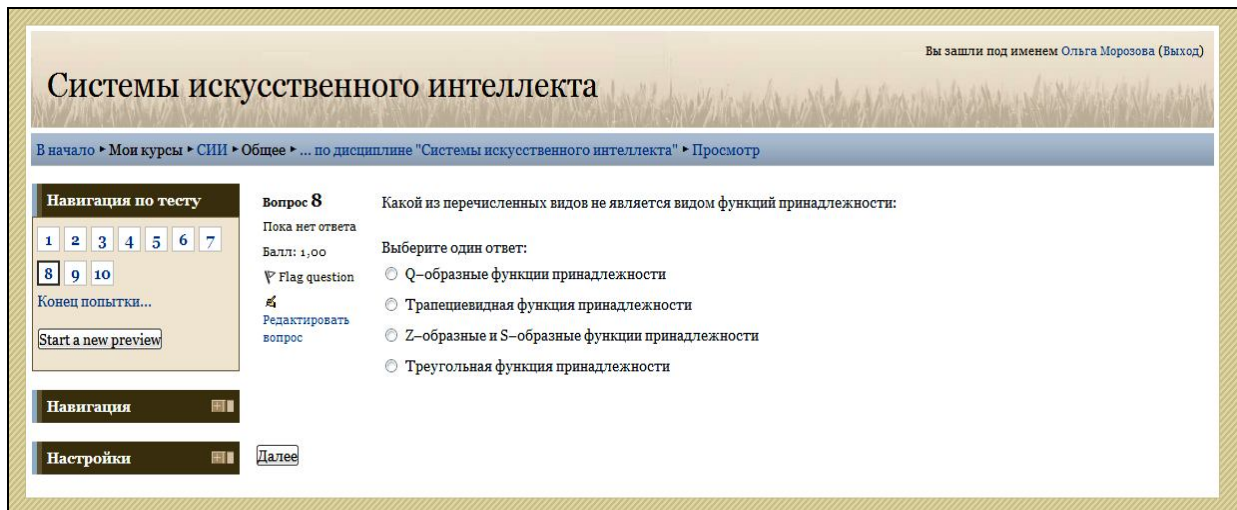 Вы зашли под именем Ольга Морозова (Выход)
Системы искусственного интеллекта
В начало ► Мои курсы ► СИИ ► Общее ► ... по дисциплине "Системы искусственного интеллекта" ► Просмотр
Навигация по тесту
1 2 3 4 5 6 7
8 9 10
Конец попытки...
Start a new preview
Навигация
Настройки
Вопрос 8
Пока нет ответа
Балл: 1,00
Flag question
Редактировать
вопрос
Какой из перечисленных видов не является видом функций принадлежности:
Выберите один ответ:
Q–образные функции принадлежности
Трапециевидная функция принадлежности
Z–образные и S–образные функции принадлежности
Треугольная функция принадлежности
Далее